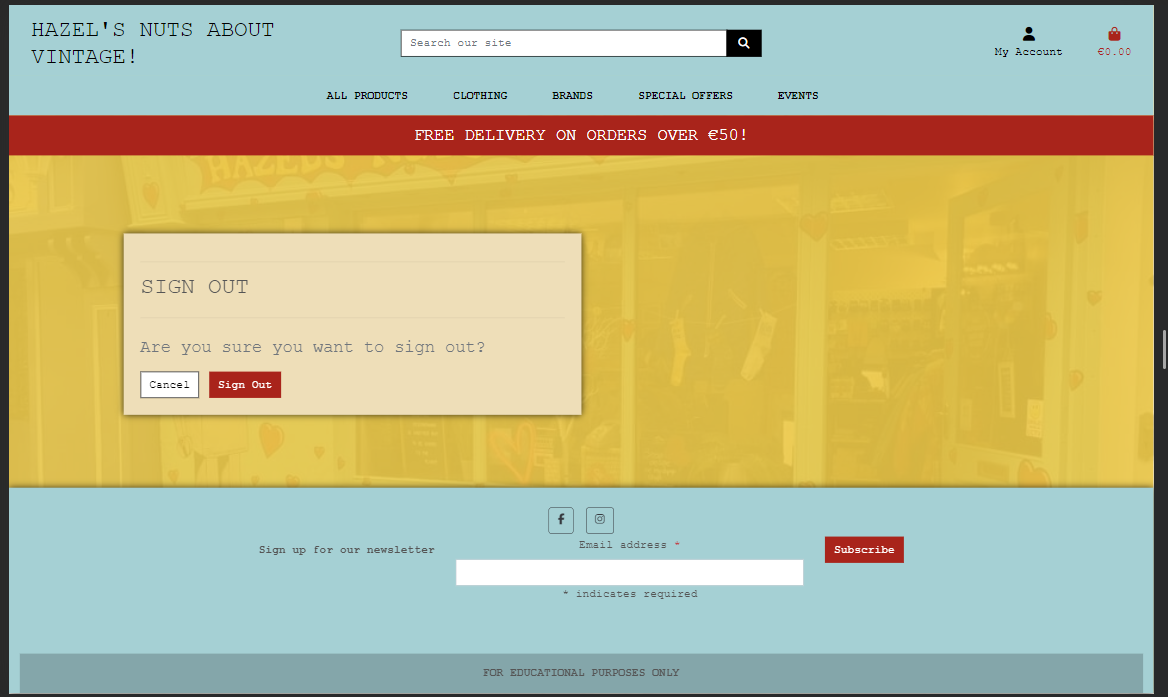 HAZEL'S NUTS ABOUT
VINTAGE!
Search our site
My Account
€0.00
ALL PRODUCTS CLOTHING BRANDS SPECIAL OFFERS EVENTS
FREE DELIVERY ON ORDERS OVER €50!
HAZEL'S NUTS
SIGN OUT
Are you sure you want to sign out?
Cancel Sign Out
Email address *
Sign up for our newsletter
Subscribe
* indicates required
FOR EDUCATIONAL PURPOSES ONLY